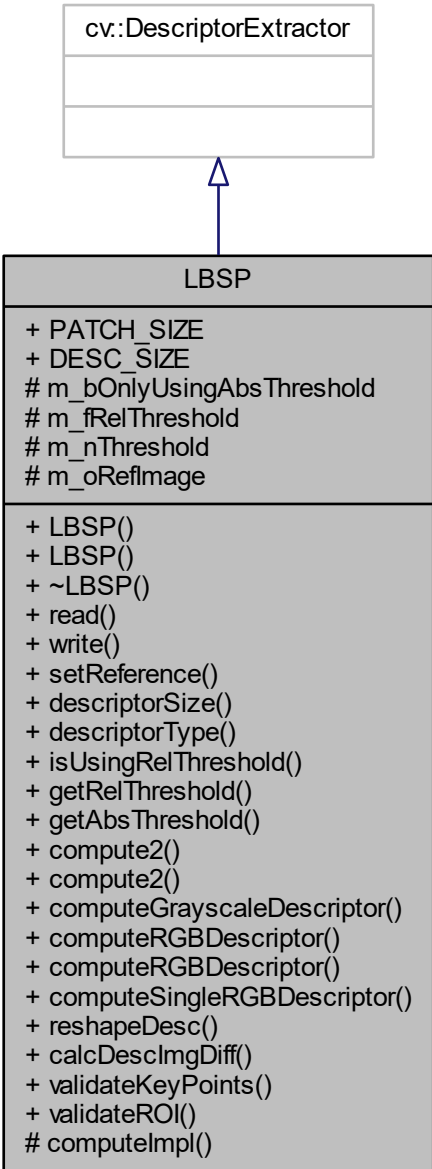 cv::DescriptorExtractor
LBSP
+ PATCH_SIZE
+ DESC_SIZE
# m_bOnlyUsingAbsThreshold
# m_fRelThreshold
# m_nThreshold
# m_oRefImage
+ LBSP()
+ LBSP()
+ ~LBSP()
+ read()
+ write()
+ setReference()
+ descriptorSize()
+ descriptorType()
+ isUsingRelThreshold()
+ getRelThreshold()
+ getAbsThreshold()
+ compute2()
+ compute2()
+ computeGrayscaleDescriptor()
+ computeRGBDescriptor()
+ computeRGBDescriptor()
+ computeSingleRGBDescriptor()
+ reshapeDesc()
+ calcDescImgDiff()
+ validateKeyPoints()
+ validateROI()
# computeImpl()